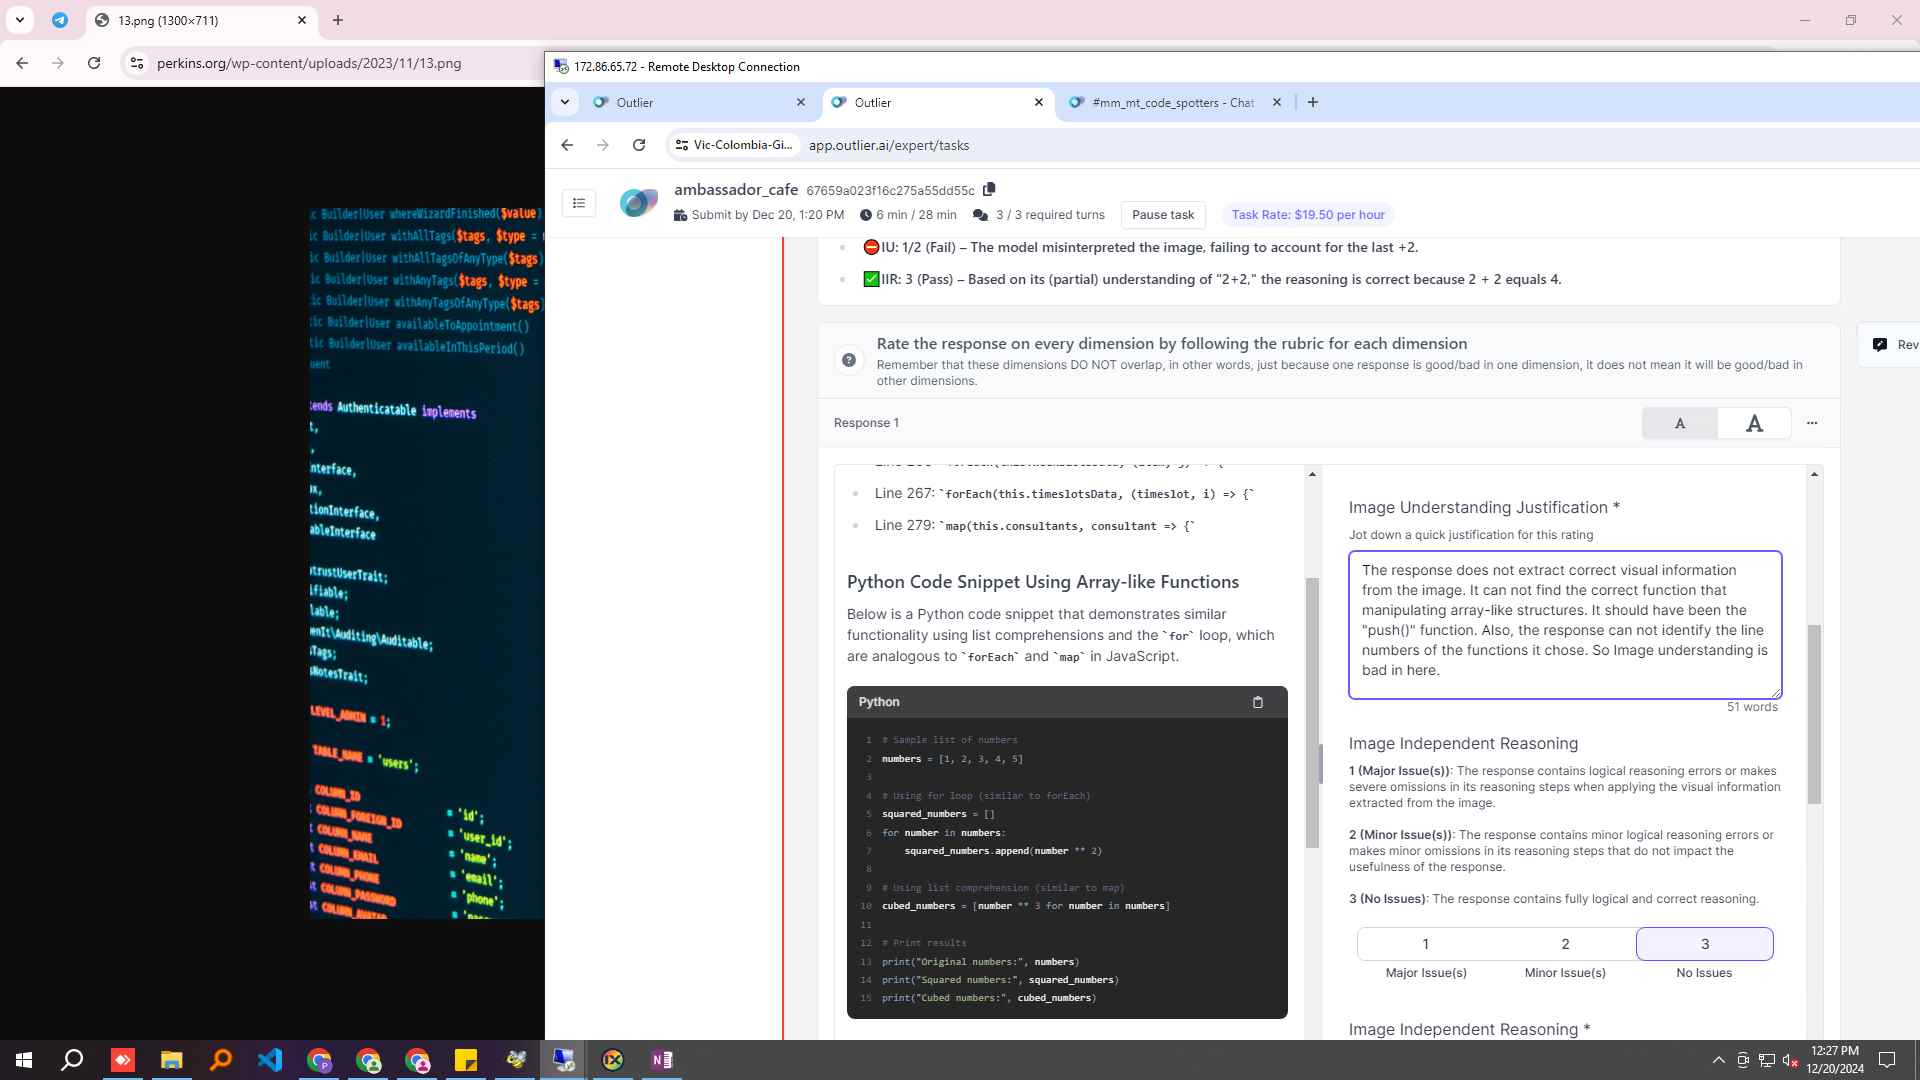 13.png (1300×711)
perkins.org/wp-content/uploads/2023/11/13.png
172.86.65.72 - Remote Desktop Connection
Outlier
Outlier
#mm_mt_code_spotters - Chat
Vic-Colombia-Gi...
app.outlier.ai/expert/tasks
ambassador_cafe 67659a023f16c275a55dd55c
Submit by Dec 20, 1:20 PM
6 min / 28 min
3 / 3 required turns
Pause task
Task Rate: $19.50 per hour
IU: 1/2 (Fail) – The model misinterpreted the image, failing to account for the last +2.
IIR: 3 (Pass) – Based on its (partial) understanding of "2+2," the reasoning is correct because 2 + 2 equals 4.
Rate the response on every dimension by following the rubric for each dimension
Remember that these dimensions DO NOT overlap, in other words, just because one response is good/bad in one dimension, it does not mean it will be good/bad in
other dimensions.
Rev
Response 1
A
A
Line 267: `forEach(this.timeslotsData, (timeslot, i) => {`
Line 279: `map(this.consultants, consultant => {`
Python Code Snippet Using Array-like Functions
Below is a Python code snippet that demonstrates similar
functionality using list comprehensions and the `for` loop, which
are analogous to `forEach` and `map` in JavaScript.
Python
1 # Sample list of numbers
2 numbers = [1, 2, 3, 4, 5]
3
4 # Using for loop (similar to forEach)
5 squared_numbers = []
6 for number in numbers:
7 squared_numbers.append(number ** 2)
8
9 # Using list comprehension (similar to map)
10 cubed_numbers = [number ** 3 for number in numbers]
11
12 # Print results
13 print("Original numbers:", numbers)
14 print("Squared numbers:", squared_numbers)
15 print("Cubed numbers:", cubed_numbers)
Image Understanding Justification *
Jot down a quick justification for this rating
The response does not extract correct visual information
from the image. It can not find the correct function that
manipulating array-like structures. It should have been the
"push()" function. Also, the response can not identify the line
numbers of the functions it chose. So Image understanding is
bad in here.
51 words
Image Independent Reasoning
1 (Major Issue(s)): The response contains logical reasoning errors or makes
severe omissions in its reasoning steps when applying the visual information
extracted from the image.
2 (Minor Issue(s)): The response contains minor logical reasoning errors or
makes minor omissions in its reasoning steps that do not impact the
usefulness of the response.
3 (No Issues): The response contains fully logical and correct reasoning.
1 2 3
Major Issue(s) Minor Issue(s) No Issues
Image Independent Reasoning *
ic Builder|User whereWizardFinished($value)
ic Builder|User withAllTags($tags, $type =
ic Builder|User withAllTagsOfAnyType($tags)
ic Builder|User withAnyTags($tags, $type =
tic Builder|User withAnyTagsOfAnyType($tags)
tic Builder|User availableToAppointment()
tic Builder|User availableInThisPeriod()
uent
tends Authenticatable implements
t,
,
nterface,
ax,
tionInterface,
ableInterface
trustUserTrait;
ifiable;
lable;
enIt\Auditing\Auditable;
sTags;
sNotesTrait;
LEVEL_ADMIN = 1;
TABLE_NAME = 'users';
COLUMN_ID = 'id';
COLUMN_FOREIGN_ID = 'user_id';
COLUMN_NAME = 'name';
COLUMN_EMAIL = 'email';
COLUMN_PHONE = 'phone';
COLUMN_PASSWORD
12:27 PM
12/20/2024